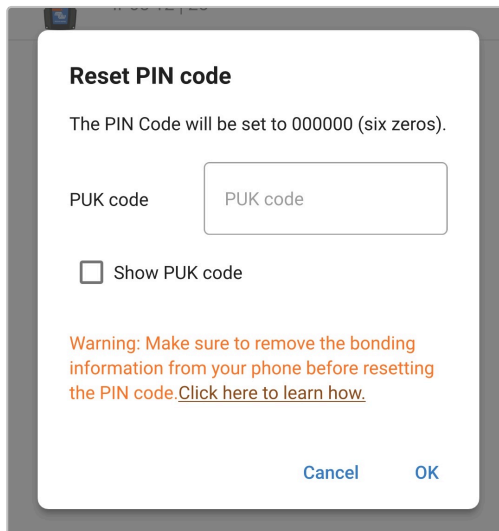 Reset PIN code
The PIN Code will be set to 000000 (six zeros).
PUK code
PUK code
Show PUK code
Warning: Make sure to remove the bonding
information from your phone before resetting
the PIN code.Click here to learn how.
Cancel
OK